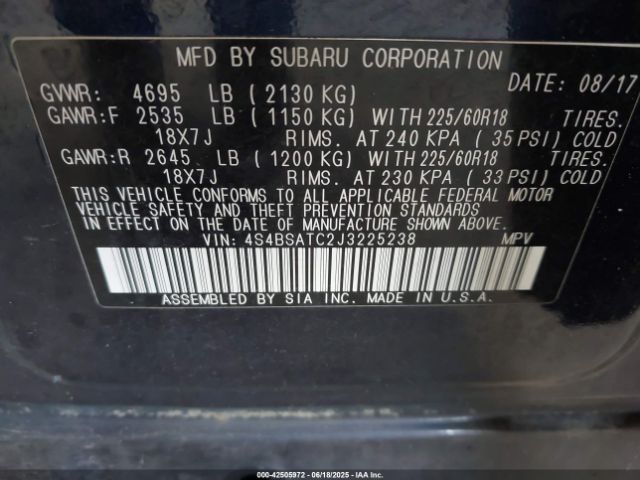 MFD BY SUBARU CORPORATION
DATE: 08/17
GVWR: 4695 LB ( 2130 KG)
GAWR:F 2535 LB ( 1150 KG) WITH 225/60R18 TIRES.
18X7J RIMS. AT 240 KPA ( 35 PSI) COLD
GAWR:R 2645 LB ( 1200 KG) WITH 225/60R18 TIRES.
18X7J RIMS. AT 230 KPA ( 33 PSI) COLD
THIS VEHICLE CONFORMS TO ALL APPLICABLE FEDERAL MOTOR
VEHICLE SAFETY AND THEFT PREVENTION STANDARDS
IN EFFECT ON THE DATE OF MANUFACTURE SHOWN ABOVE.
VIN: 4S4BSATC2J3225238 MPV
ASSEMBLED BY SIA INC. MADE IN U.S.A.
000-42505972 - 06/18/2025 - IAAI.COM